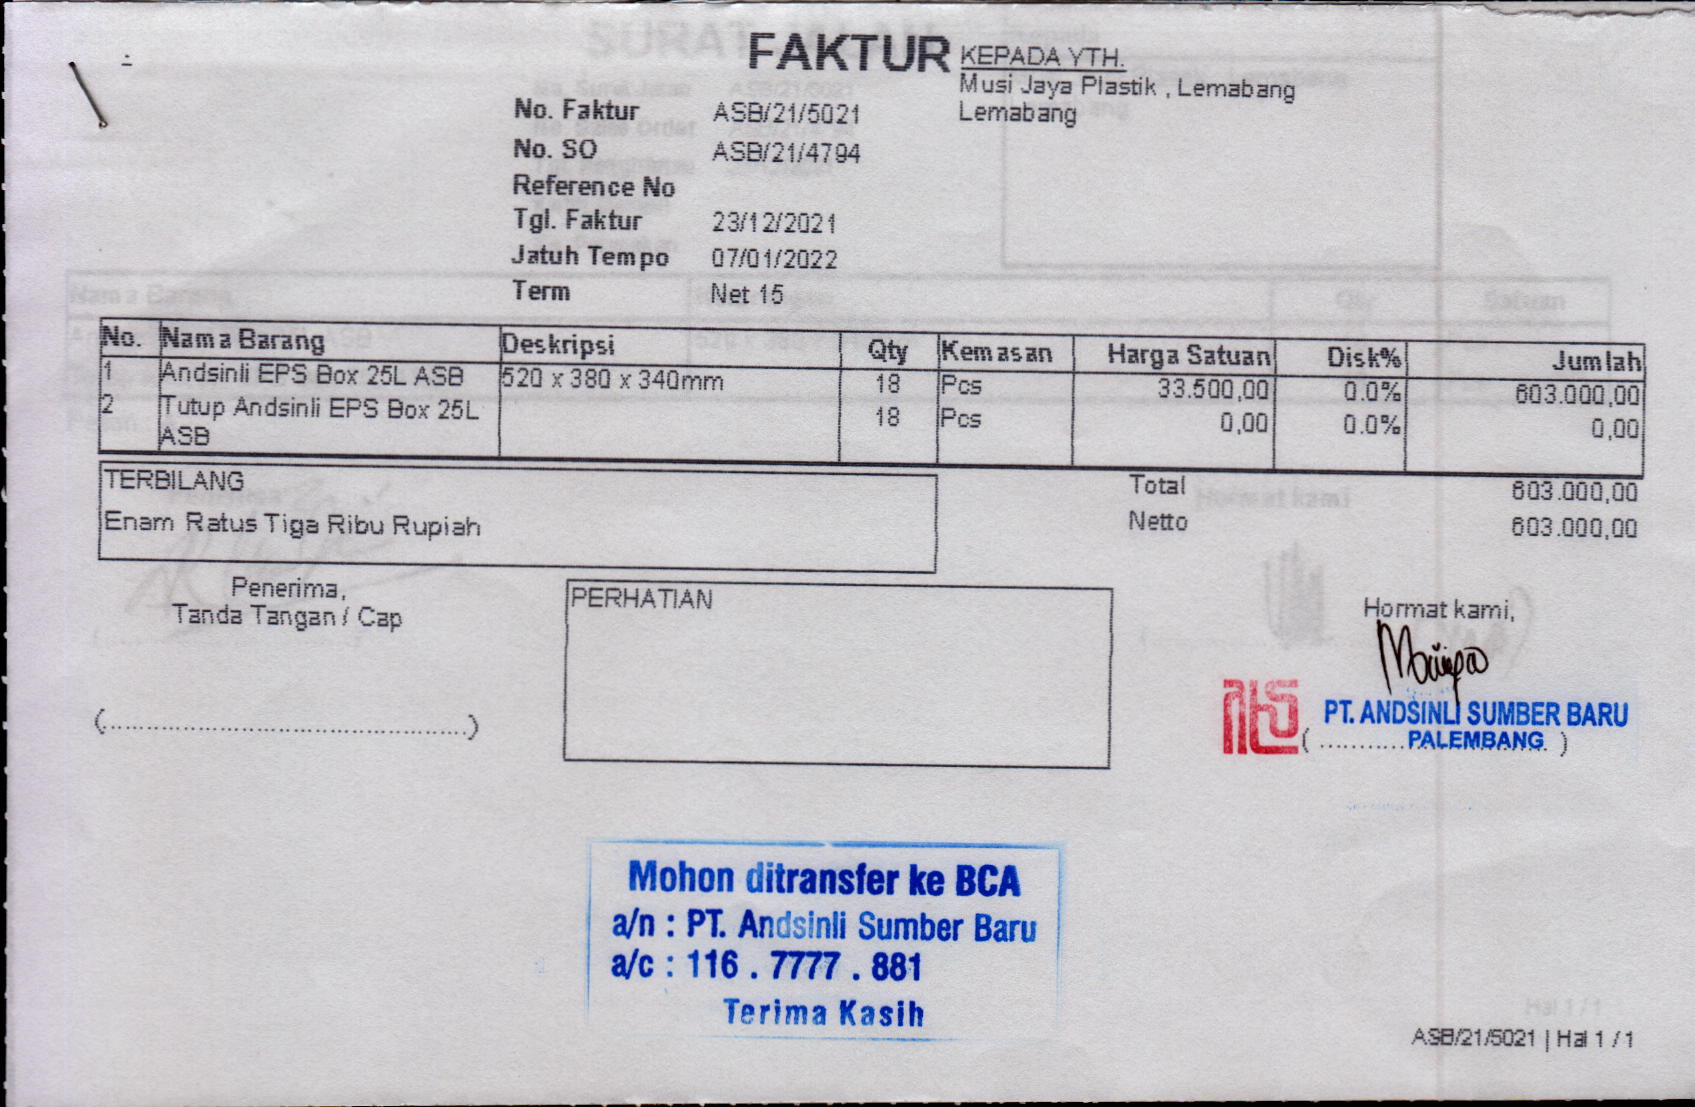 FAKTUR
KEPADA YTH.
Musi Jaya Plastik , Lemabang
Lemabang
No. Faktur ASB/21/5021
No. SO ASB/21/4794
Reference No
Tgl. Faktur 23/12/2021
Jatuh Tempo 07/01/2022
Term Net 15
No. Nama Barang Deskripsi Qty Kemasan Harga Satuan Disk% Jumlah
1 Andsinli EPS Box 25L ASB 520 x 380 x 340mm 18 Pcs 33.500,00 0.0% 603.000,00
2 Tutup Andsinli EPS Box 25L 18 Pcs 0,00 0.0% 0,00
ASB
TERBILANG
Enam Ratus Tiga Ribu Rupiah
Total 603.000,00
Netto 603.000,00
Penerima,
Tanda Tangan / Cap
PERHATIAN
Hormat kami,
PT. ANDSINLI SUMBER BARU
PALEMBANG
Mohon ditransfer ke BCA
a/n : PT. Andsinli Sumber Baru
a/c : 116 . 7777 . 881
Terima Kasih
ASB/21/5021 | Hal 1 / 1